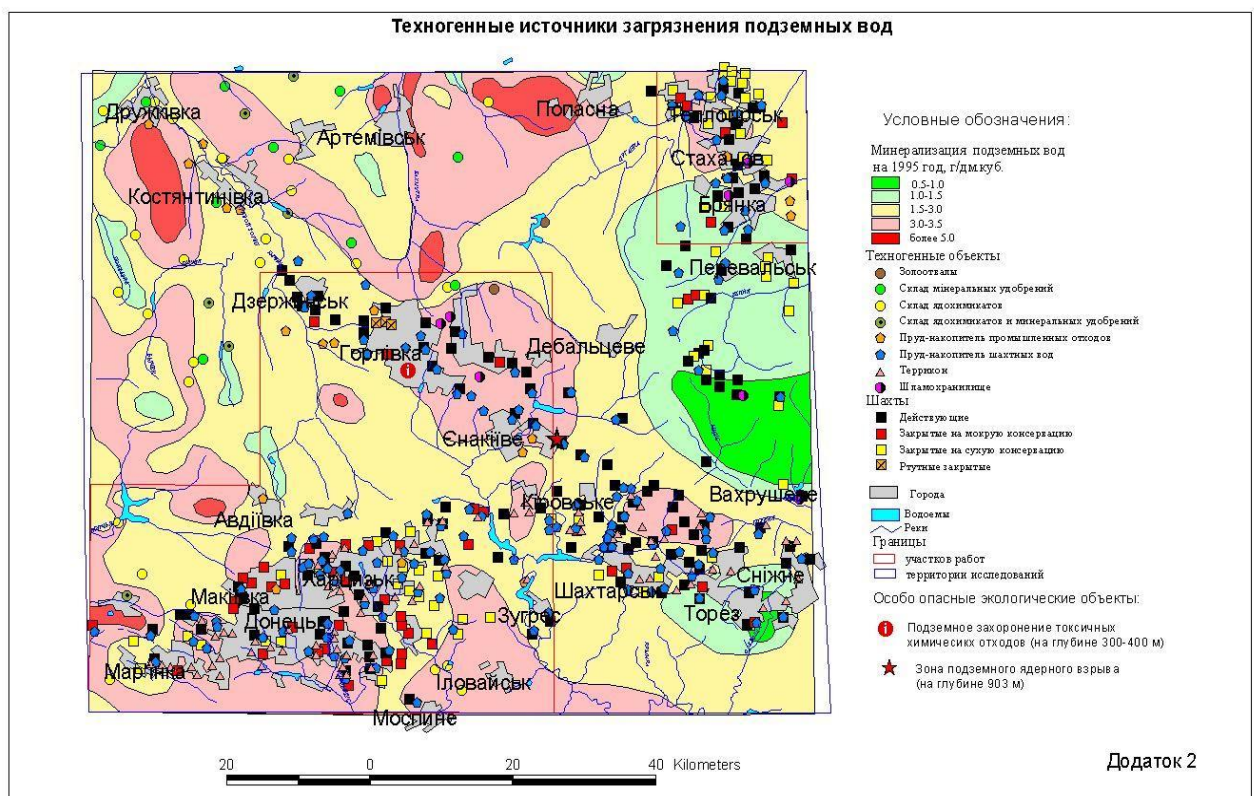 Техногенные источники загрязнения подземных вод
Дружківка
Артемівськ
Попасна
Стаханов
Костянтинівка
Брянка
Перевальськ
Дзержинськ
Горлівка
Дебальцеве
Єнакієве
Кіровське
Вахрушеве
Авдіївка
Харцизьк
Макіївка
Донецьк
Зугрес
Шахтарськ
Сніжне
Торез
Мар'їнка
Іловайськ
Моспине
20 0 20 40 Kilometers
Условные обозначения:
Минерализация подземных вод
на 1995 год, г/дм.куб.
0.5-1.0
1.0-1.5
1.5-3.0
3.0-3.5
более 5.0
Техногенные объекты
Золоотвалы
Склад мінеральных удобрений
Склад ядохимикатов
Склад ядохимикатов и минеральных удобрений
Пруд-накопитель промышленных отходов
Пруд-накопитель шахтных вод
Террикон
Шламохранилище
Шахты
Действующие
Закрытые на мокрую консервацию
Закрытые на сухую консервацию
Ртутные закрытые
Города
Водоемы
Реки
Границы
участков работ
территории исследований
Особо опасные экологические объекты:
Подземное захоронение токсичных
химических отходов (на глубине 300-400 м)
Зона подземного ядерного взрыва
(на глубине 903 м)
Додаток 2